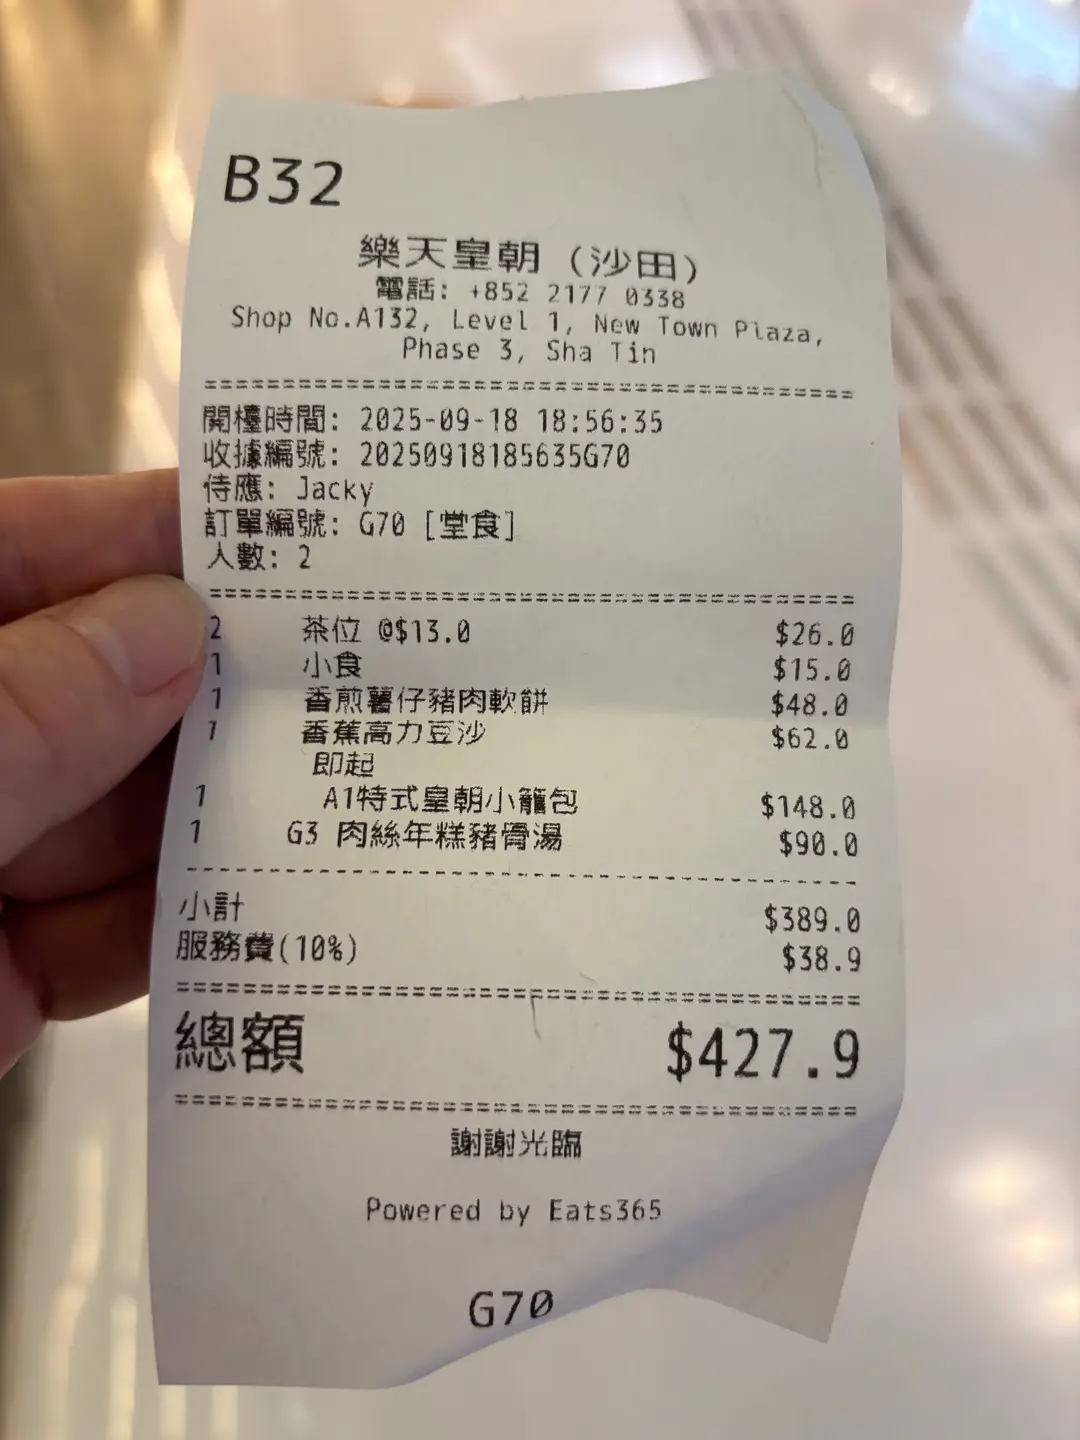 B32
樂天皇朝 (沙田)
電話: +852 2177 0338
Shop No.A132, Level 1, New Town Plaza,
Phase 3, Sha Tin
開檯時間: 2025-09-18 18:56:35
收據編號: 20250918185635G70
侍應: Jacky
訂單編號: G70 [堂食]
人數: 2
2 茶位 @$13.0 $26.0
1 小食 $15.0
1 香煎薯仔豬肉軟餅 $48.0
1 香蕉高力豆沙 $62.0
即起
1 A1特式皇朝小籠包 $148.0
1 G3 肉絲年糕豬骨湯 $90.0
小計 $389.0
服務費(10%) $38.9
總額 $427.9
謝謝光臨
Powered by Eats365
G70